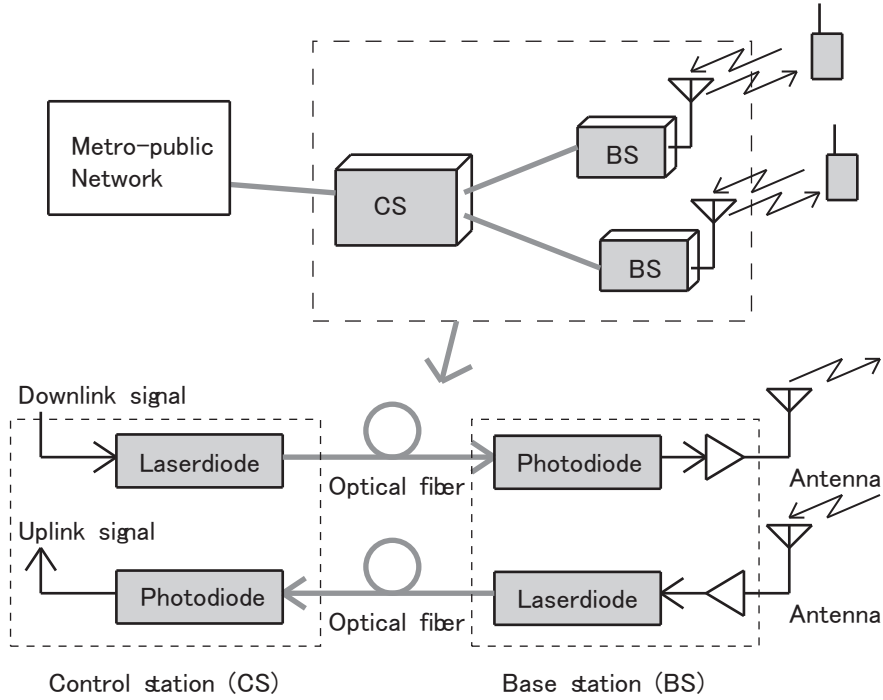 Metro-public
Network
CS
BS
BS
Downlink signal
Laserdiode
Optical fiber
Photodiode
Antenna
Uplink signal
Photodiode
Optical fiber
Laserdiode
Antenna
Control station (CS)
Base station (BS)